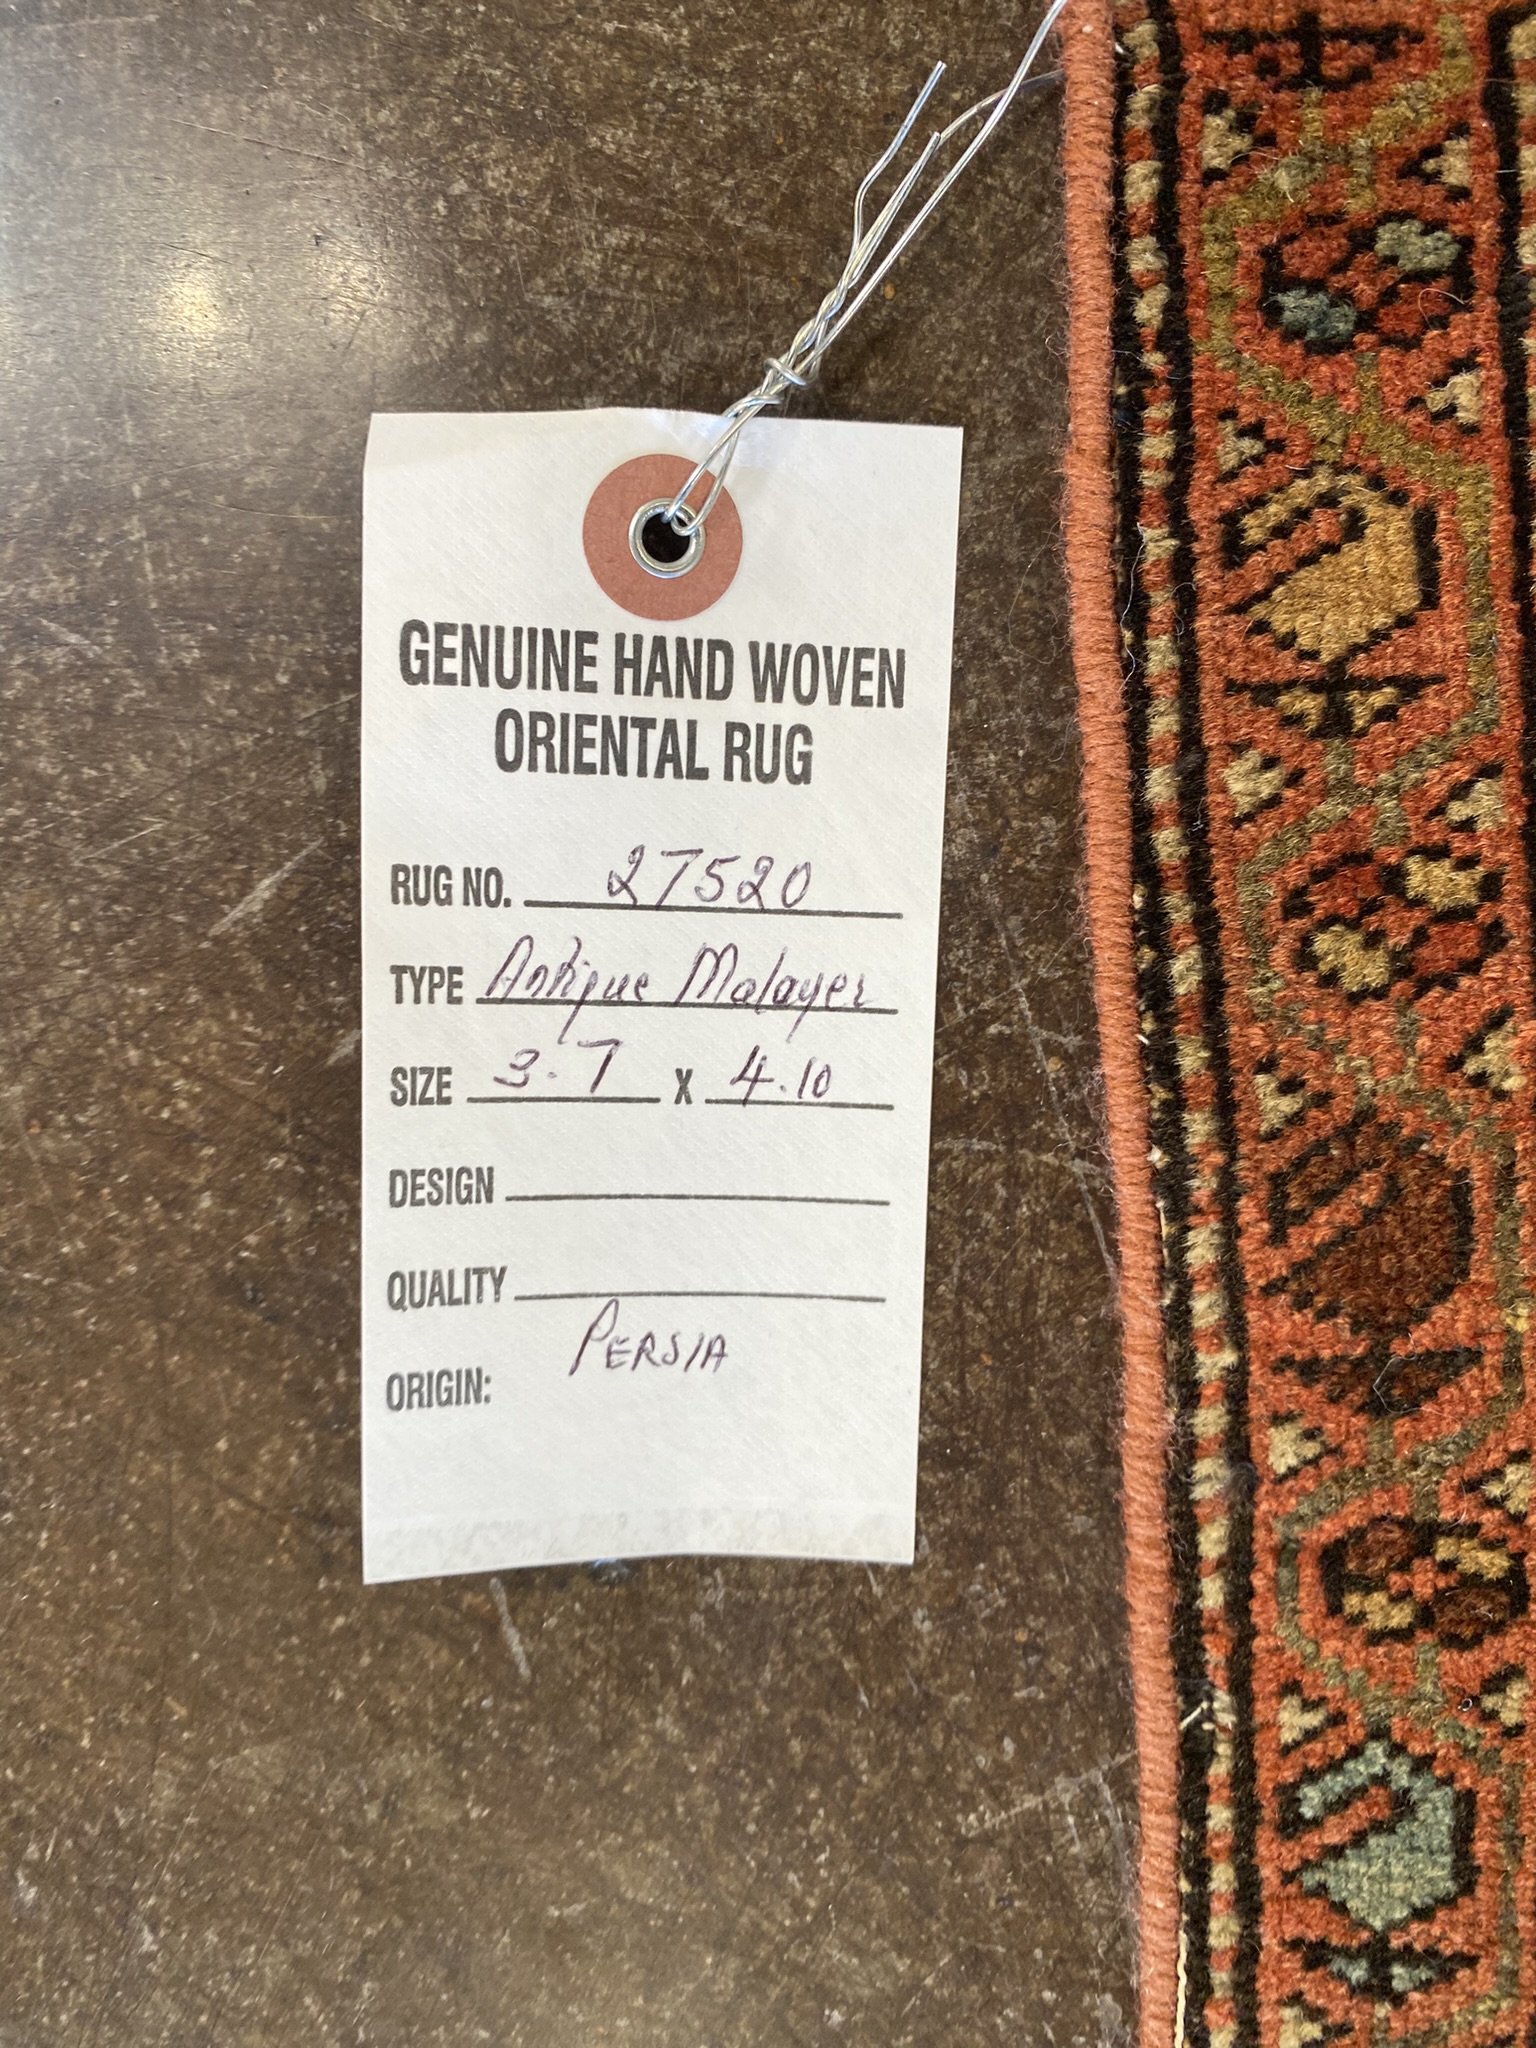 GENUINE HAND WOVEN
ORIENTAL RUG
RUG NO. 27520
TYPE Antique Malayer
SIZE 3.7 X 4.10
DESIGN
QUALITY
ORIGIN: PERSIA